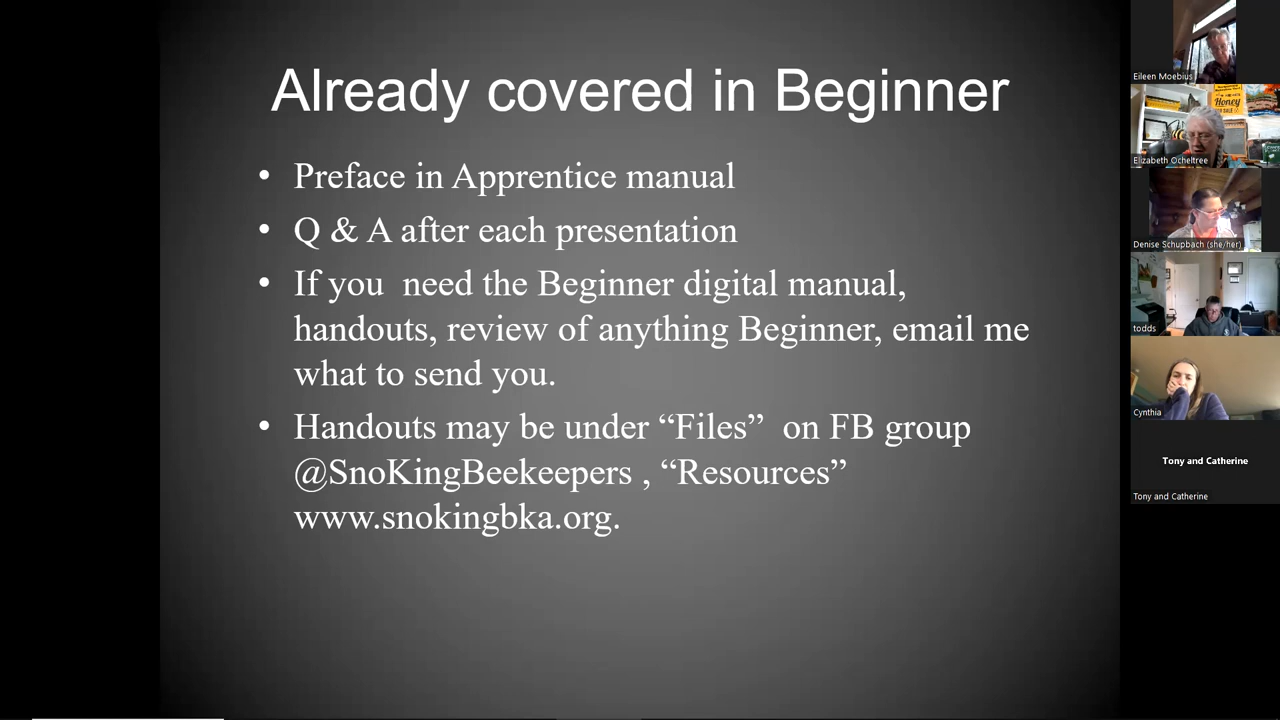 Already covered in Beginner
• Preface in Apprentice manual
• Q & A after each presentation
• If you  need the Beginner digital manual,
handouts, review of anything Beginner, email me
what to send you.
• Handouts may be under “Files”  on FB group
@SnoKingBeekeepers , “Resources”
www.snokingbka.org.
Eileen Moebius
Honey
Elizabeth Ocheltree
Denise Schupbach (she/her)
todds
Cynthia
Tony and Catherine
Tony and Catherine